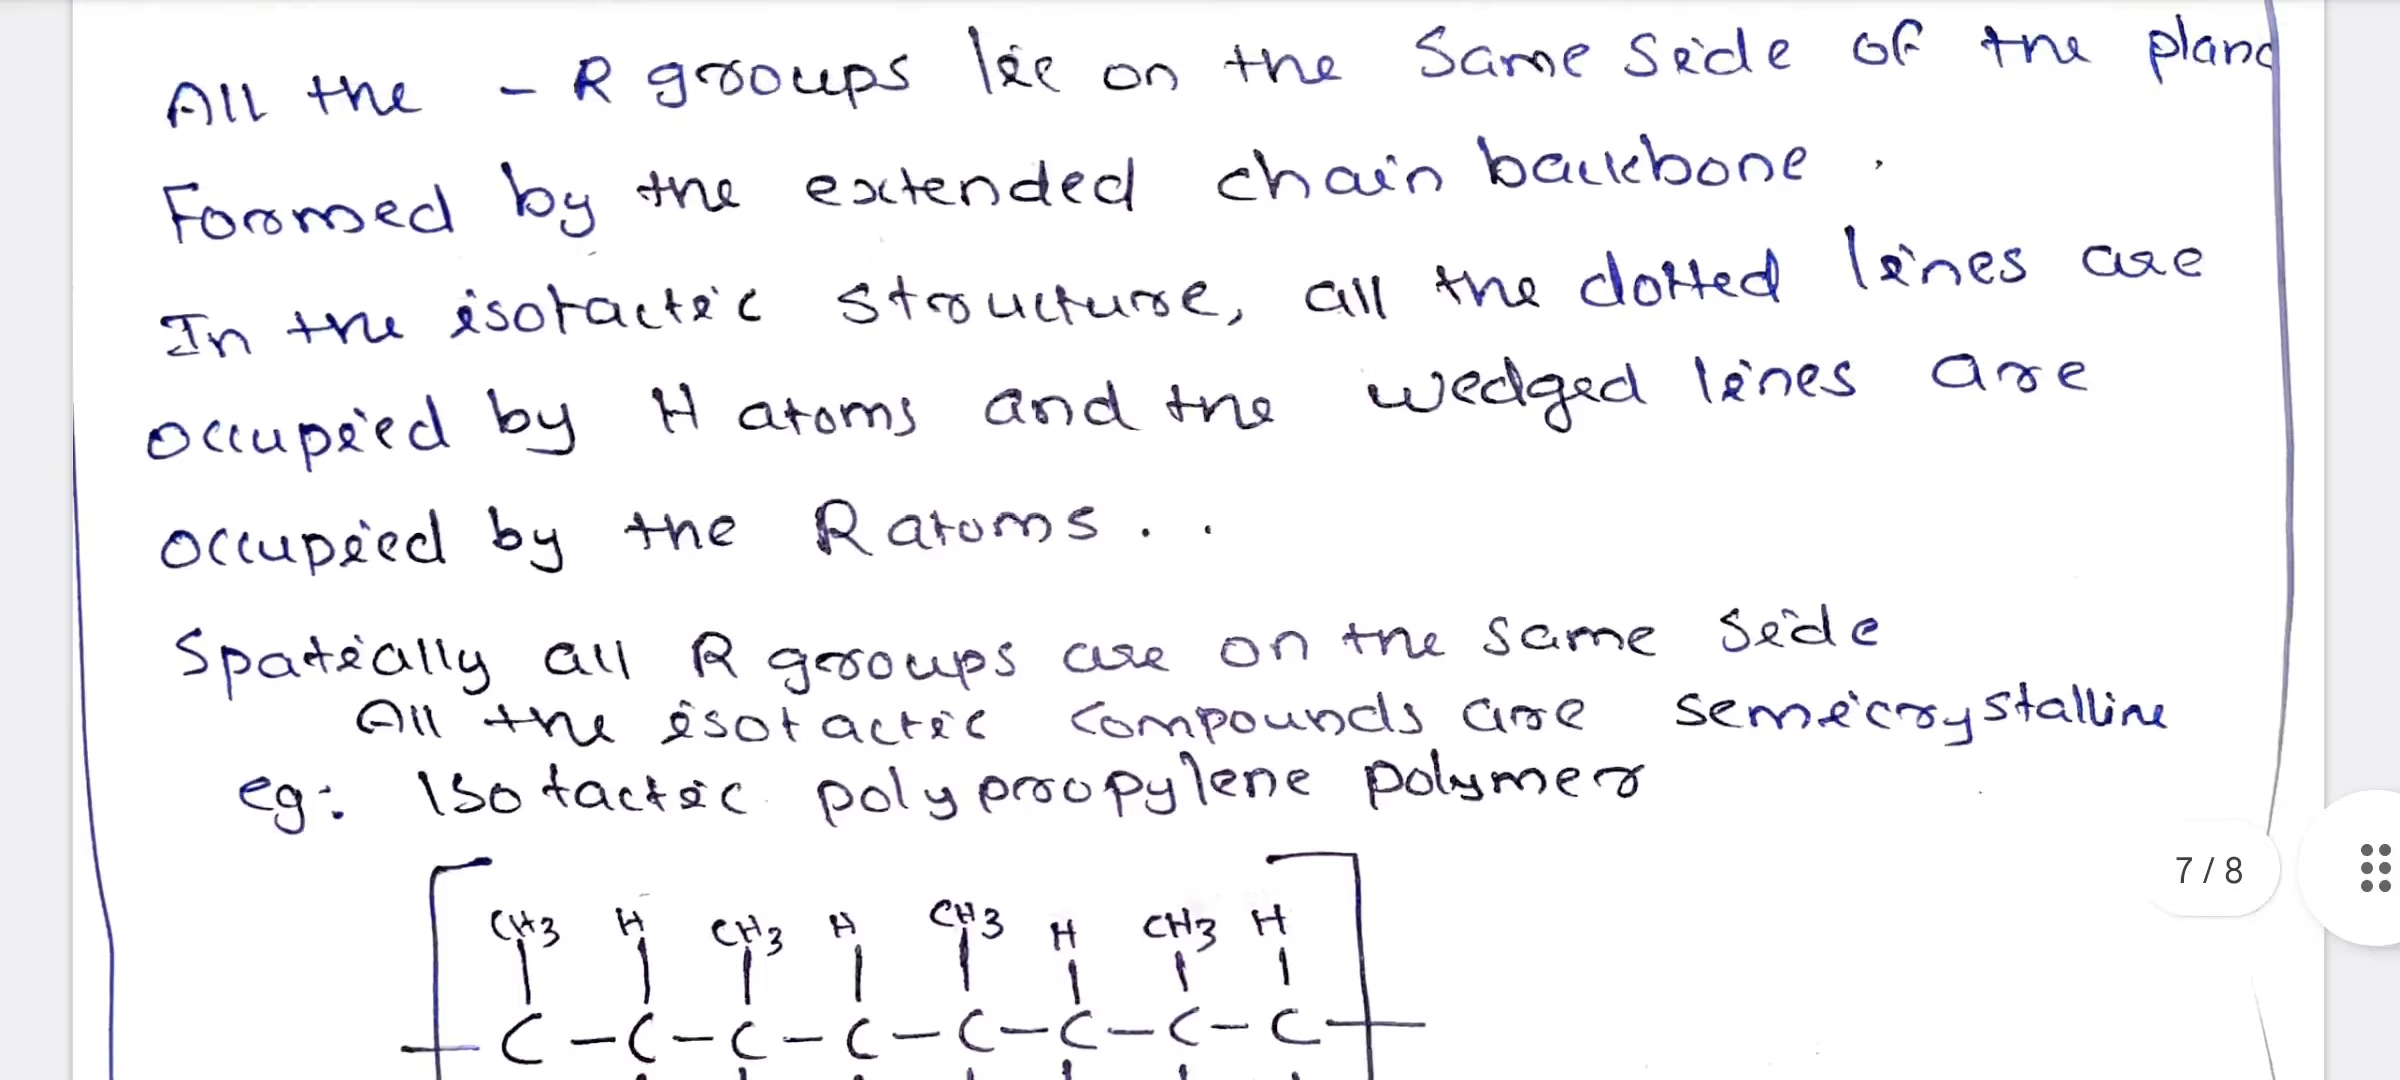 All the - R groups lie on the same side of the plane
Formed by the extended chain backbone.
In the isotactic structure, all the dotted lines are
occupied by H atoms and the wedged lines are
occupied by the R atoms..
Spatially all R groups are on the same side
All the isotactic compounds are semicrystalline
eg: Isotactic polypropylene polymer
CH3 H CH3 H CH3 H CH3 H
C - C - C - C - C - C - C - C
7 / 8